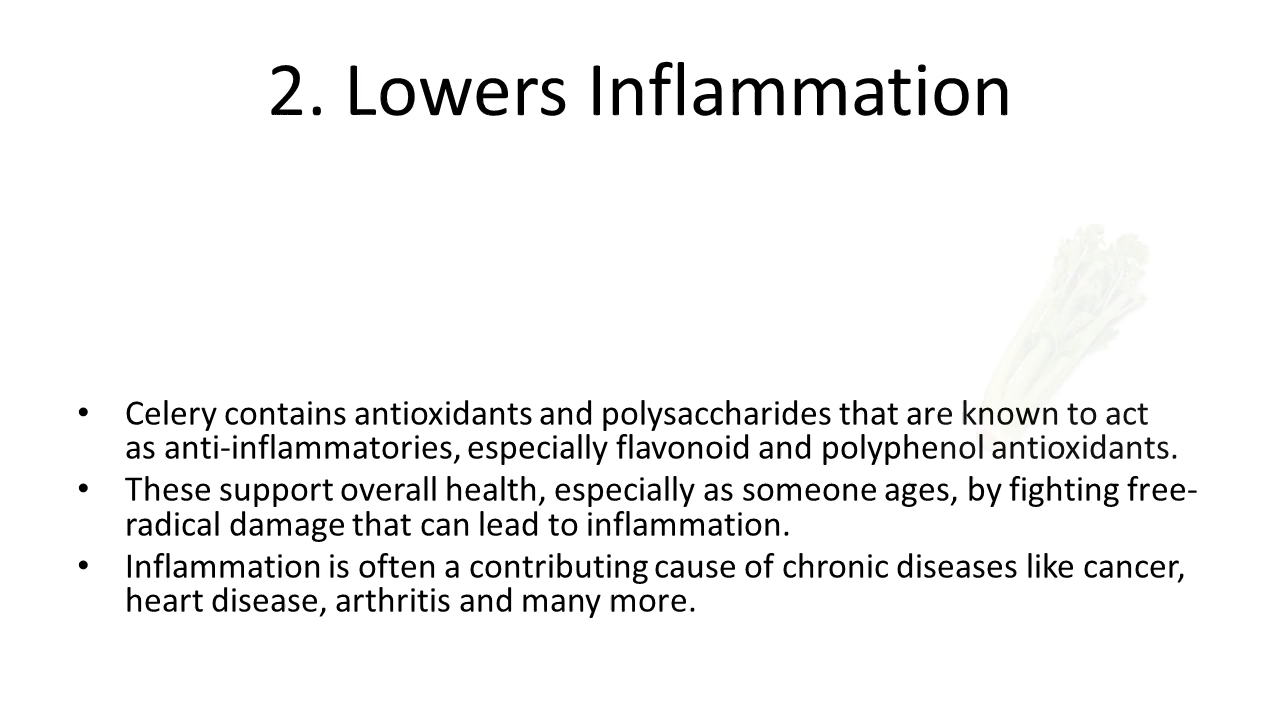 2. Lowers Inflammation
• Celery contains antioxidants and polysaccharides that are known to act
as anti-inflammatories, especially flavonoid and polyphenol antioxidants.
• These support overall health, especially as someone ages, by fighting free-
radical damage that can lead to inflammation.
• Inflammation is often a contributing cause of chronic diseases like cancer,
heart disease, arthritis and many more.